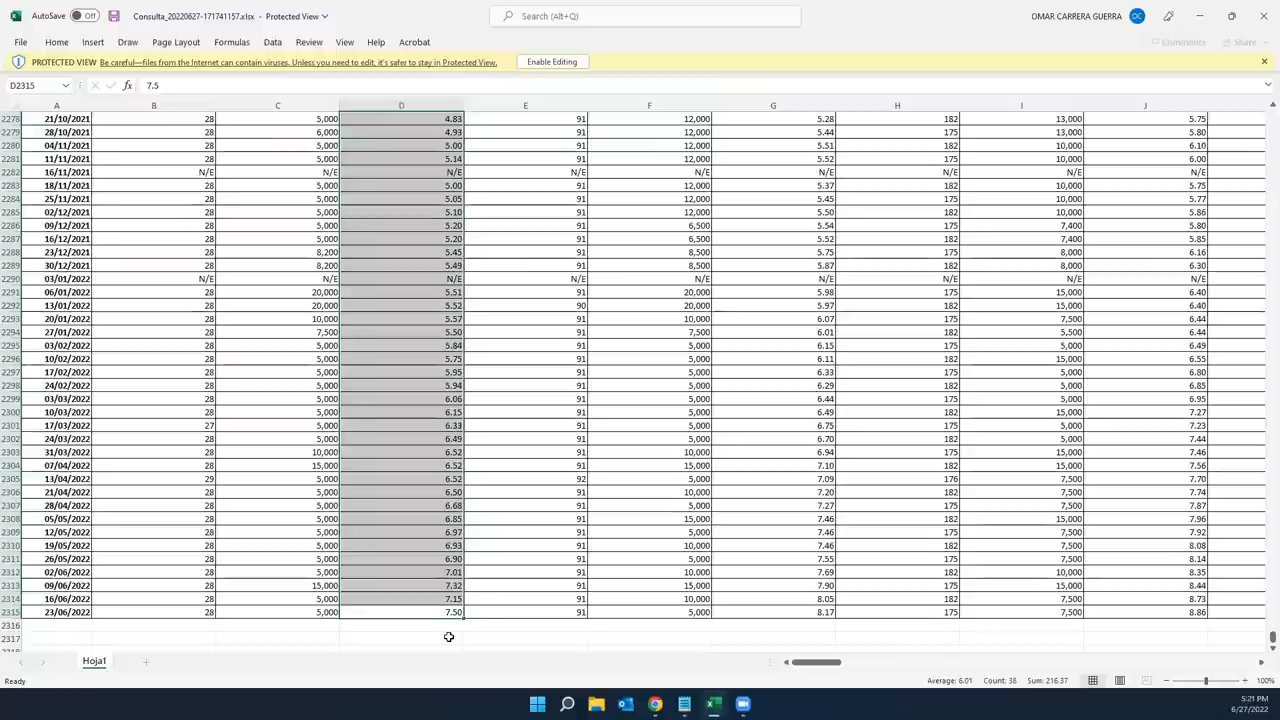 AutoSave Off Consulta_20220627-171741157.xlsx - Protected View Search (Alt+Q) OMAR CARRERA GUERRA OC
File Home Insert Draw Page Layout Formulas Data Review View Help Acrobat Comments Share
PROTECTED VIEW Be careful—files from the Internet can contain viruses. Unless you need to edit, it's safer to stay in Protected View. Enable Editing
D2315 fx 7.5
A B C D E F G H I J
2278 21/10/2021 28 5,000 4.83 91 12,000 5.28 182 13,000 5.75
2279 28/10/2021 28 6,000 4.93 91 12,000 5.44 175 13,000 5.80
2280 04/11/2021 28 5,000 5.00 91 12,000 5.51 182 10,000 6.10
2281 11/11/2021 28 5,000 5.14 91 12,000 5.52 175 10,000 6.00
2282 16/11/2021 N/E N/E N/E N/E N/E N/E N/E N/E N/E
2283 18/11/2021 28 5,000 5.00 91 12,000 5.37 182 10,000 5.75
2284 25/11/2021 28 5,000 5.05 91 12,000 5.45 175 10,000 5.77
2285 02/12/2021 28 5,000 5.10 91 12,000 5.50 182 10,000 5.86
2286 09/12/2021 28 5,000 5.20 91 6,500 5.54 175 7,400 5.80
2287 16/12/2021 28 5,000 5.20 91 6,500 5.52 182 7,400 5.85
2288 23/12/2021 28 8,200 5.45 91 8,500 5.75 175 8,000 6.16
2289 30/12/2021 28 8,200 5.49 91 8,500 5.87 182 8,000 6.30
2290 03/01/2022 N/E N/E N/E N/E N/E N/E N/E N/E N/E
2291 06/01/2022 28 20,000 5.51 91 20,000 5.98 175 15,000 6.40
2292 13/01/2022 28 20,000 5.52 90 20,000 5.97 182 15,000 6.40
2293 20/01/2022 28 10,000 5.57 91 10,000 6.07 175 7,500 6.44
2294 27/01/2022 28 7,500 5.50 91 7,500 6.01 182 5,500 6.44
2295 03/02/2022 28 5,000 5.84 91 5,000 6.15 175 5,000 6.49
2296 10/02/2022 28 5,000 5.75 91 5,000 6.11 182 15,000 6.55
2297 17/02/2022 28 5,000 5.95 91 5,000 6.33 175 5,000 6.80
2298 24/02/2022 28 5,000 5.94 91 5,000 6.29 182 5,000 6.85
2299 03/03/2022 28 5,000 6.06 91 5,000 6.44 175 5,000 6.95
2300 10/03/2022 28 5,000 6.15 91 5,000 6.49 182 15,000 7.27
2301 17/03/2022 27 5,000 6.33 91 5,000 6.75 175 5,000 7.23
2302 24/03/2022 28 5,000 6.49 91 5,000 6.70 182 5,000 7.44
2303 31/03/2022 28 10,000 6.52 91 10,000 6.94 175 15,000 7.46
2304 07/04/2022 28 15,000 6.52 91 15,000 7.10 182 15,000 7.56
2305 13/04/2022 29 5,000 6.52 92 5,000 7.09 176 7,500 7.70
2306 21/04/2022 28 5,000 6.50 91 10,000 7.20 182 7,500 7.74
2307 28/04/2022 28 5,000 6.68 91 5,000 7.27 175 7,500 7.87
2308 05/05/2022 28 5,000 6.85 91 15,000 7.46 182 15,000 7.96
2309 12/05/2022 28 5,000 6.97 91 5,000 7.46 175 7,500 7.92
2310 19/05/2022 28 5,000 6.93 91 10,000 7.46 182 7,500 8.08
2311 26/05/2022 28 5,000 6.90 91 5,000 7.55 175 7,500 8.14
2312 02/06/2022 28 5,000 7.01 91 10,000 7.69 182 10,000 8.35
2313 09/06/2022 28 15,000 7.32 91 15,000 7.90 175 15,000 8.44
2314 16/06/2022 28 5,000 7.15 91 10,000 8.05 182 7,500 8.73
2315 23/06/2022 28 5,000 7.50 91 5,000 8.17 175 7,500 8.86
2316
2317
Hoja1
Ready Average: 6.01 Count: 38 Sum: 216.37 100%
5:21 PM
6/27/2022